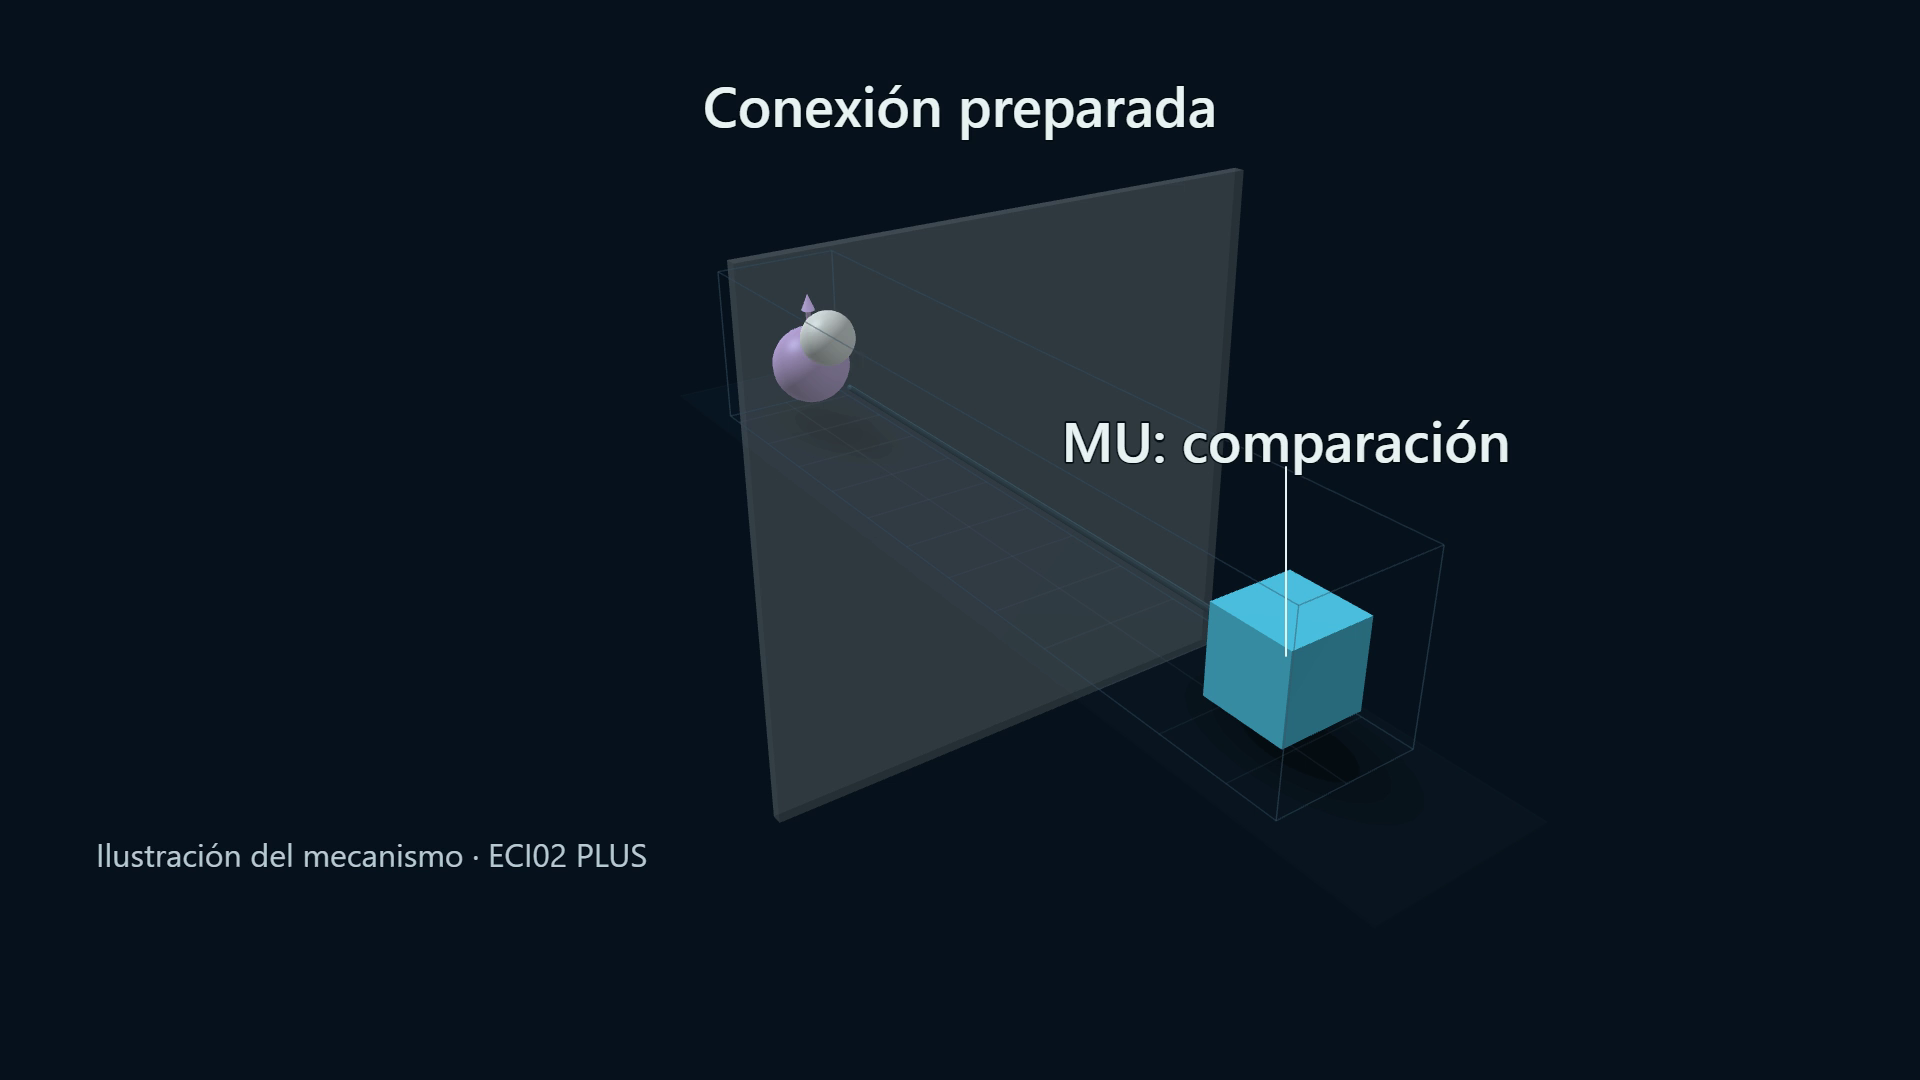 Conexión preparada
MU: comparación
Ilustración del mecanismo · ECI02 PLUS